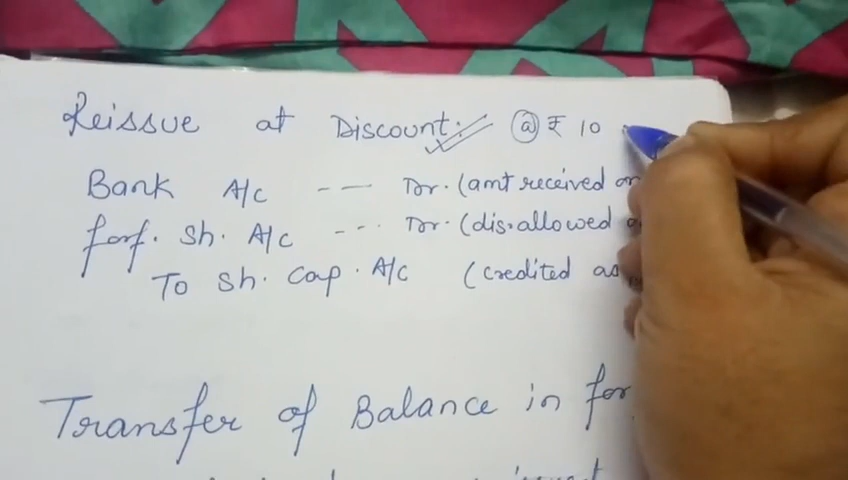 Reissue at Discount. @ ₹ 10
Bank A/c --- Dr. (amt received on
forf. Sh. A/c --- Dr. (dis. allowed
To Sh. Cap. A/c (credited as
Transfer of Balance in for